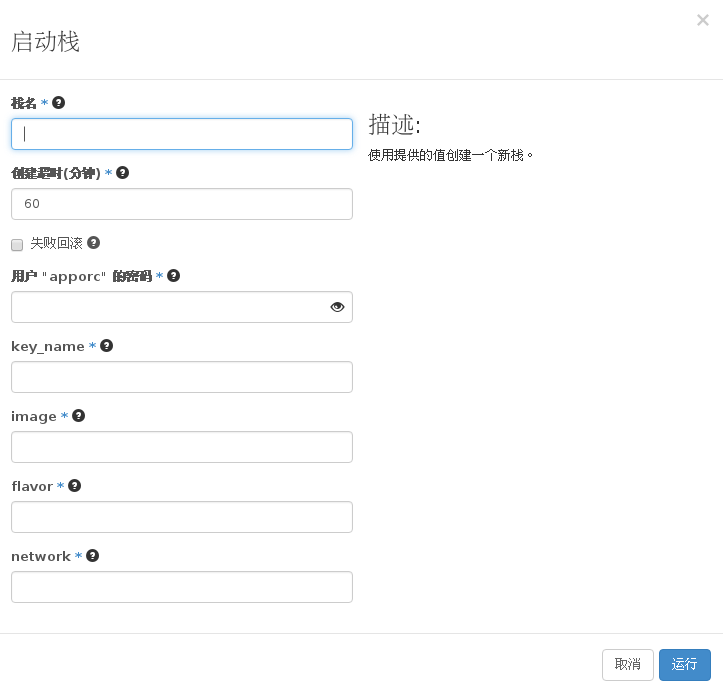 ×
启动栈
栈名 *
创建超时(分钟) *
60
失败回滚
用户 "apporc" 的密码 *
key_name *
image *
flavor *
network *
描述:
使用提供的值创建一个新栈。
取消 运行